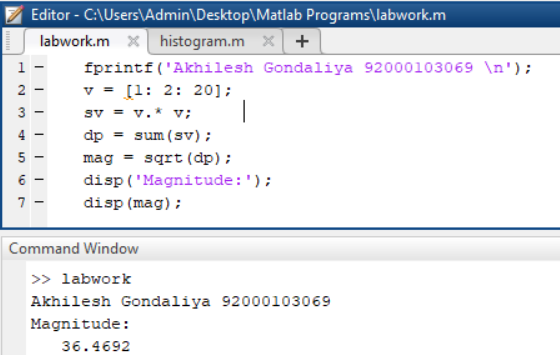 Editor - C:\Users\Admin\Desktop\Matlab Programs\labwork.m
labwork.m × histogram.m × +
1 - fprintf('Akhilesh Gondaliya 92000103069 \n');
2 - v = [1: 2: 20];
3 - sv = v.* v;
4 - dp = sum(sv);
5 - mag = sqrt(dp);
6 - disp('Magnitude:');
7 - disp(mag);
Command Window
>> labwork
Akhilesh Gondaliya 92000103069
Magnitude:
36.4692